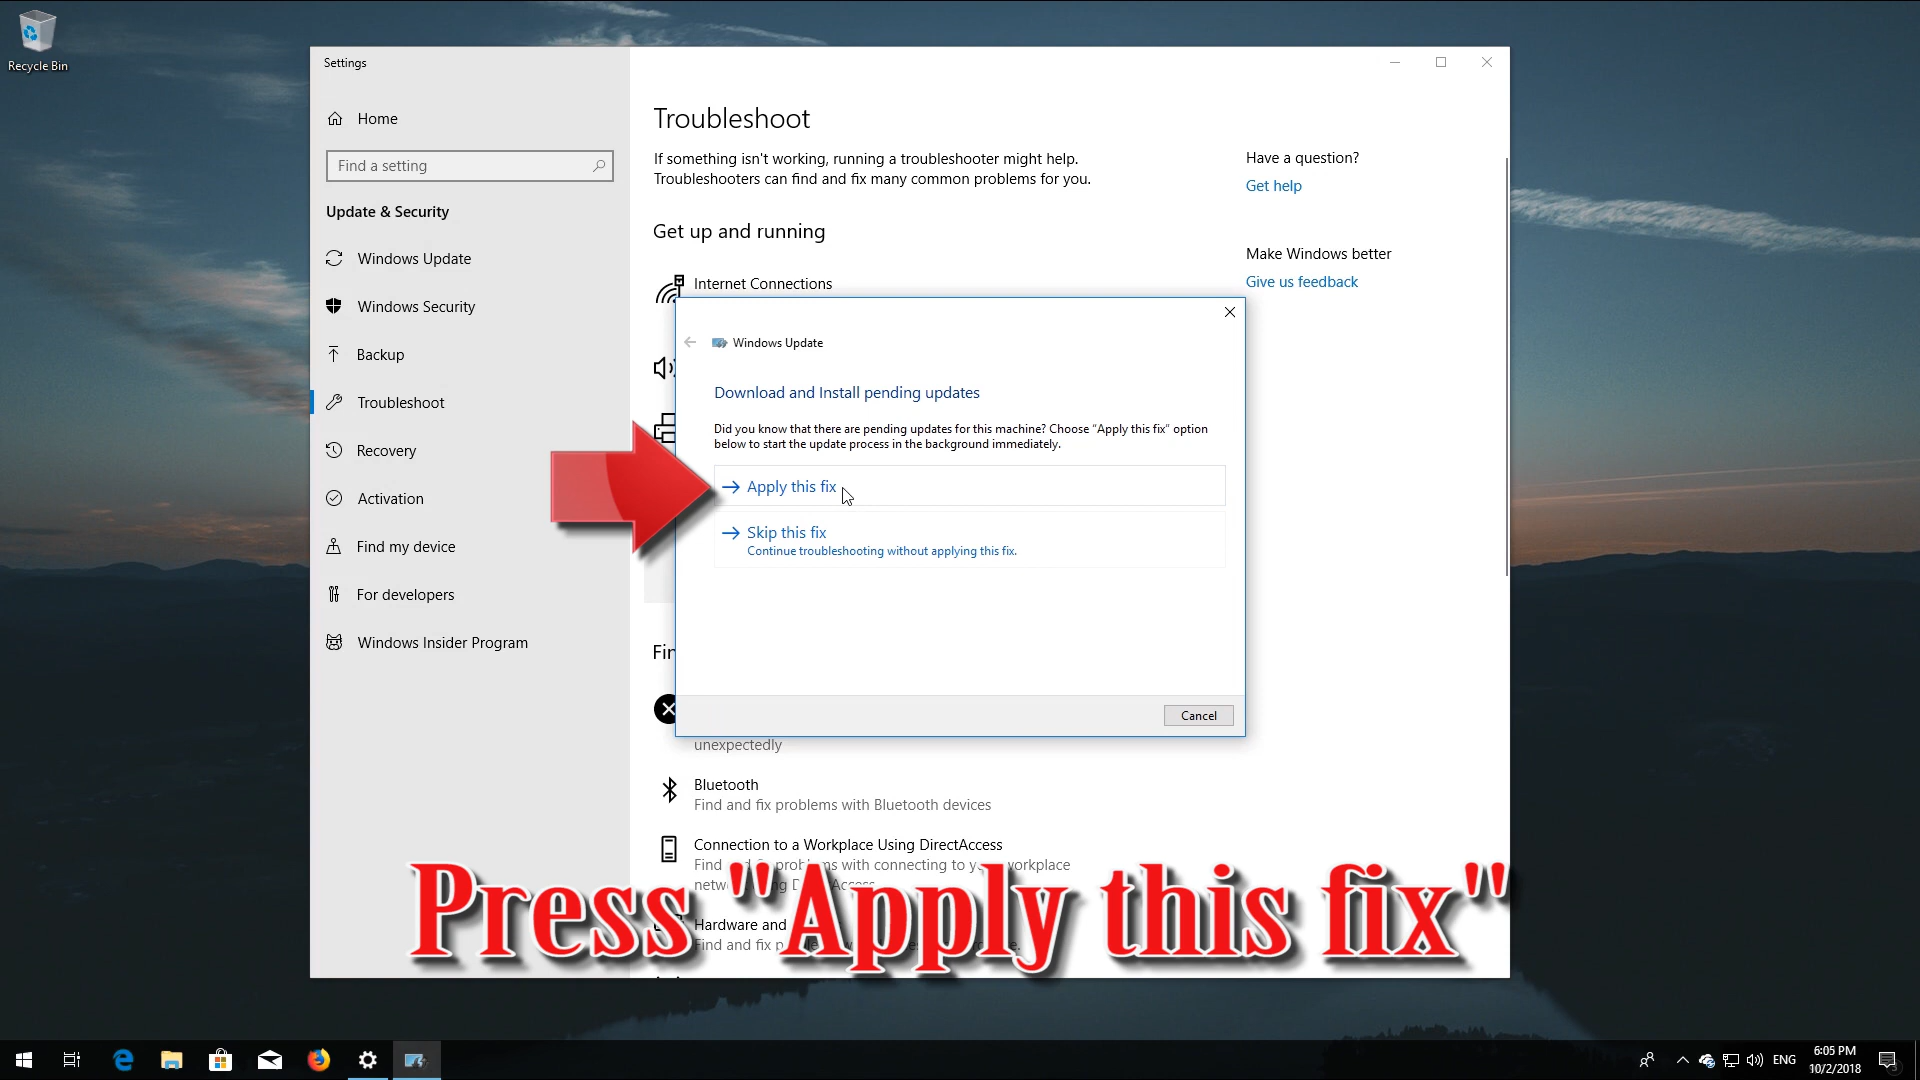 Recycle Bin
Settings
Home
Find a setting
Update & Security
Windows Update
Windows Security
Backup
Troubleshoot
Recovery
Activation
Find my device
For developers
Windows Insider Program
Troubleshoot
If something isn't working, running a troubleshooter might help.
Troubleshooters can find and fix many common problems for you.
Get up and running
Internet Connections
Have a question?
Get help
Make Windows better
Give us feedback
Windows Update
Download and Install pending updates
Did you know that there are pending updates for this machine? Choose "Apply this fix" option
below to start the update process in the background immediately.
Apply this fix
Skip this fix
Continue troubleshooting without applying this fix.
Cancel
unexpectedly
Bluetooth
Find and fix problems with Bluetooth devices
Connection to a Workplace Using DirectAccess
with connecting to workplace
Hardware and
Find and fix
Press "Apply this fix"
ENG
6:05 PM
10/2/2018